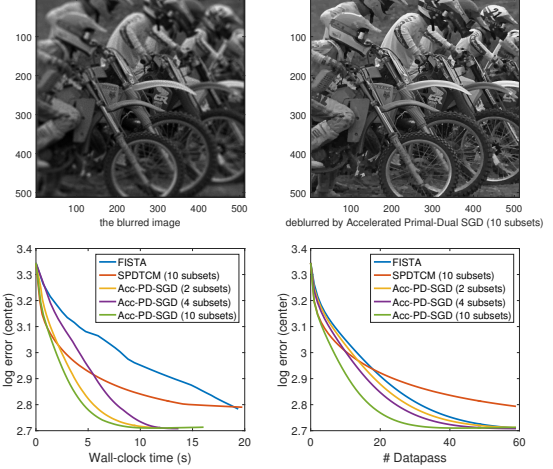 100
200
300
400
500
100 200 300 400 500
the blurred image
100
200
300
400
500
100 200 300 400 500
deblurred by Accelerated Primal-Dual SGD (10 subsets)
3.4
3.3
3.2
3.1
3
2.9
2.8
2.7
log error (center)
FISTA
SPDTCM (10 subsets)
Acc-PD-SGD (2 subsets)
Acc-PD-SGD (4 subsets)
Acc-PD-SGD (10 subsets)
0 5 10 15 20
Wall-clock time (s)
3.4
3.3
3.2
3.1
3
2.9
2.8
2.7
log error (center)
FISTA
SPDTCM (10 subsets)
Acc-PD-SGD (2 subsets)
Acc-PD-SGD (4 subsets)
Acc-PD-SGD (10 subsets)
0 20 40 60
# Datapass